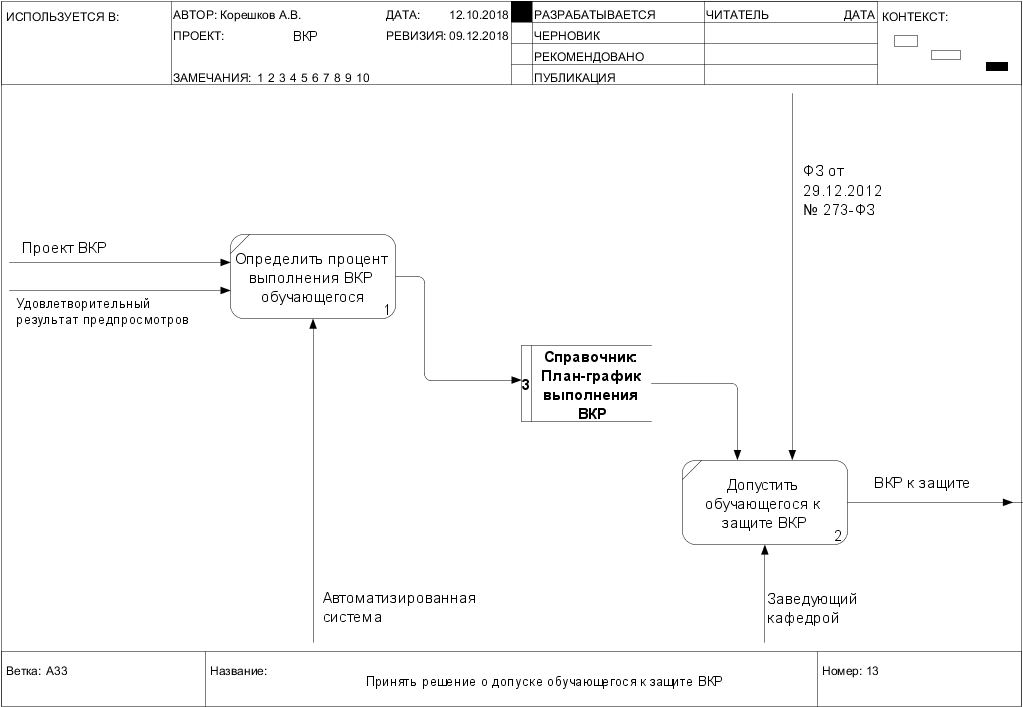 ИСПОЛЬЗУЕТСЯ В:
АВТОР: Корешков А.В.
ДАТА: 12.10.2018
ПРОЕКТ: ВКР
РЕВИЗИЯ: 09.12.2018
ЗАМЕЧАНИЯ: 1 2 3 4 5 6 7 8 9 10
РАЗРАБАТЫВАЕТСЯ
ЧЕРНОВИК
РЕКОМЕНДОВАНО
ПУБЛИКАЦИЯ
ЧИТАТЕЛЬ ДАТА
КОНТЕКСТ:
ФЗ от
29.12.2012
№ 273-ФЗ
Проект ВКР
Удовлетворительный
результат предпросмотров
Определить процент
выполнения ВКР
обучающегося
1
3
Справочник:
План-график
выполнения
ВКР
Допустить
обучающегося к
защите ВКР
2
ВКР к защите
Автоматизированная
система
Заведующий
кафедрой
Ветка: A33
Название:
Принять решение о допуске обучающегося к защите ВКР
Номер: 13